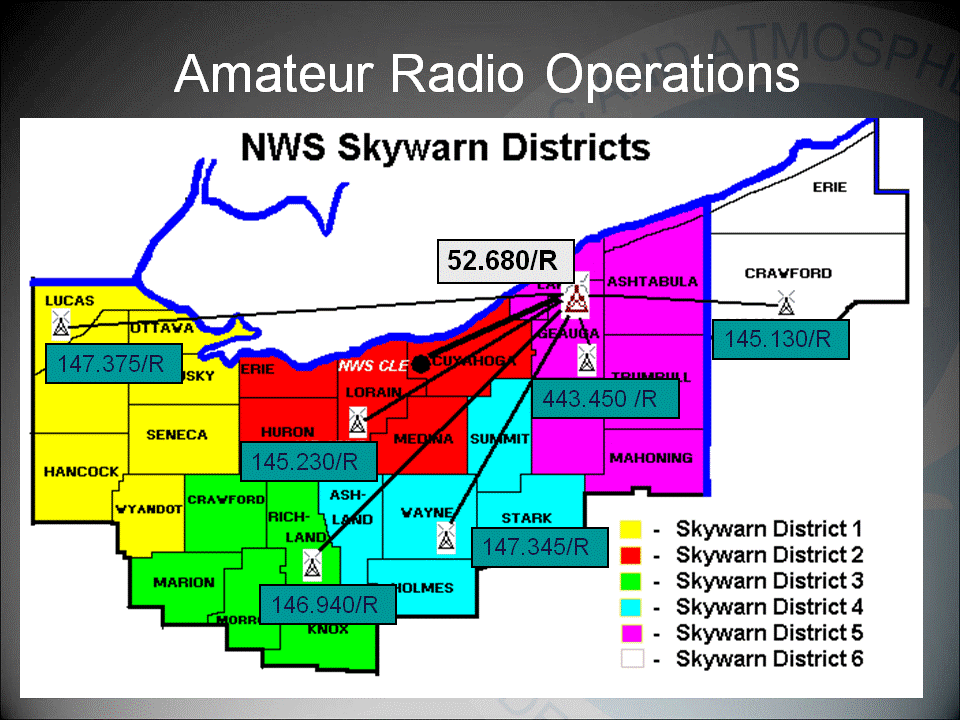 C AND ATMOSPHE
Amateur Radio Operations
NWS Skywarn Districts
ERIE
52.680/R
CRAWFORD
LUCAS
ASHTABULA
OTTAWA
GEAUGA
145.130/R
147.375/R
NWS CLE
CUYAHOGA
ERIE
TRUMBULL
LORAIN
443.450 /R
SENECA
HURON
MEDINA
SUMMIT
145.230/R
MAHONING
HANCOCK
CRAWFORD
ASH-
LAND
WYANDOT
RICH-
LAND
WAYNE
STARK
147.345/R
MARION
HOLMES
146.940/R
KNOX
- Skywarn District 1
- Skywarn District 2
- Skywarn District 3
- Skywarn District 4
- Skywarn District 5
- Skywarn District 6